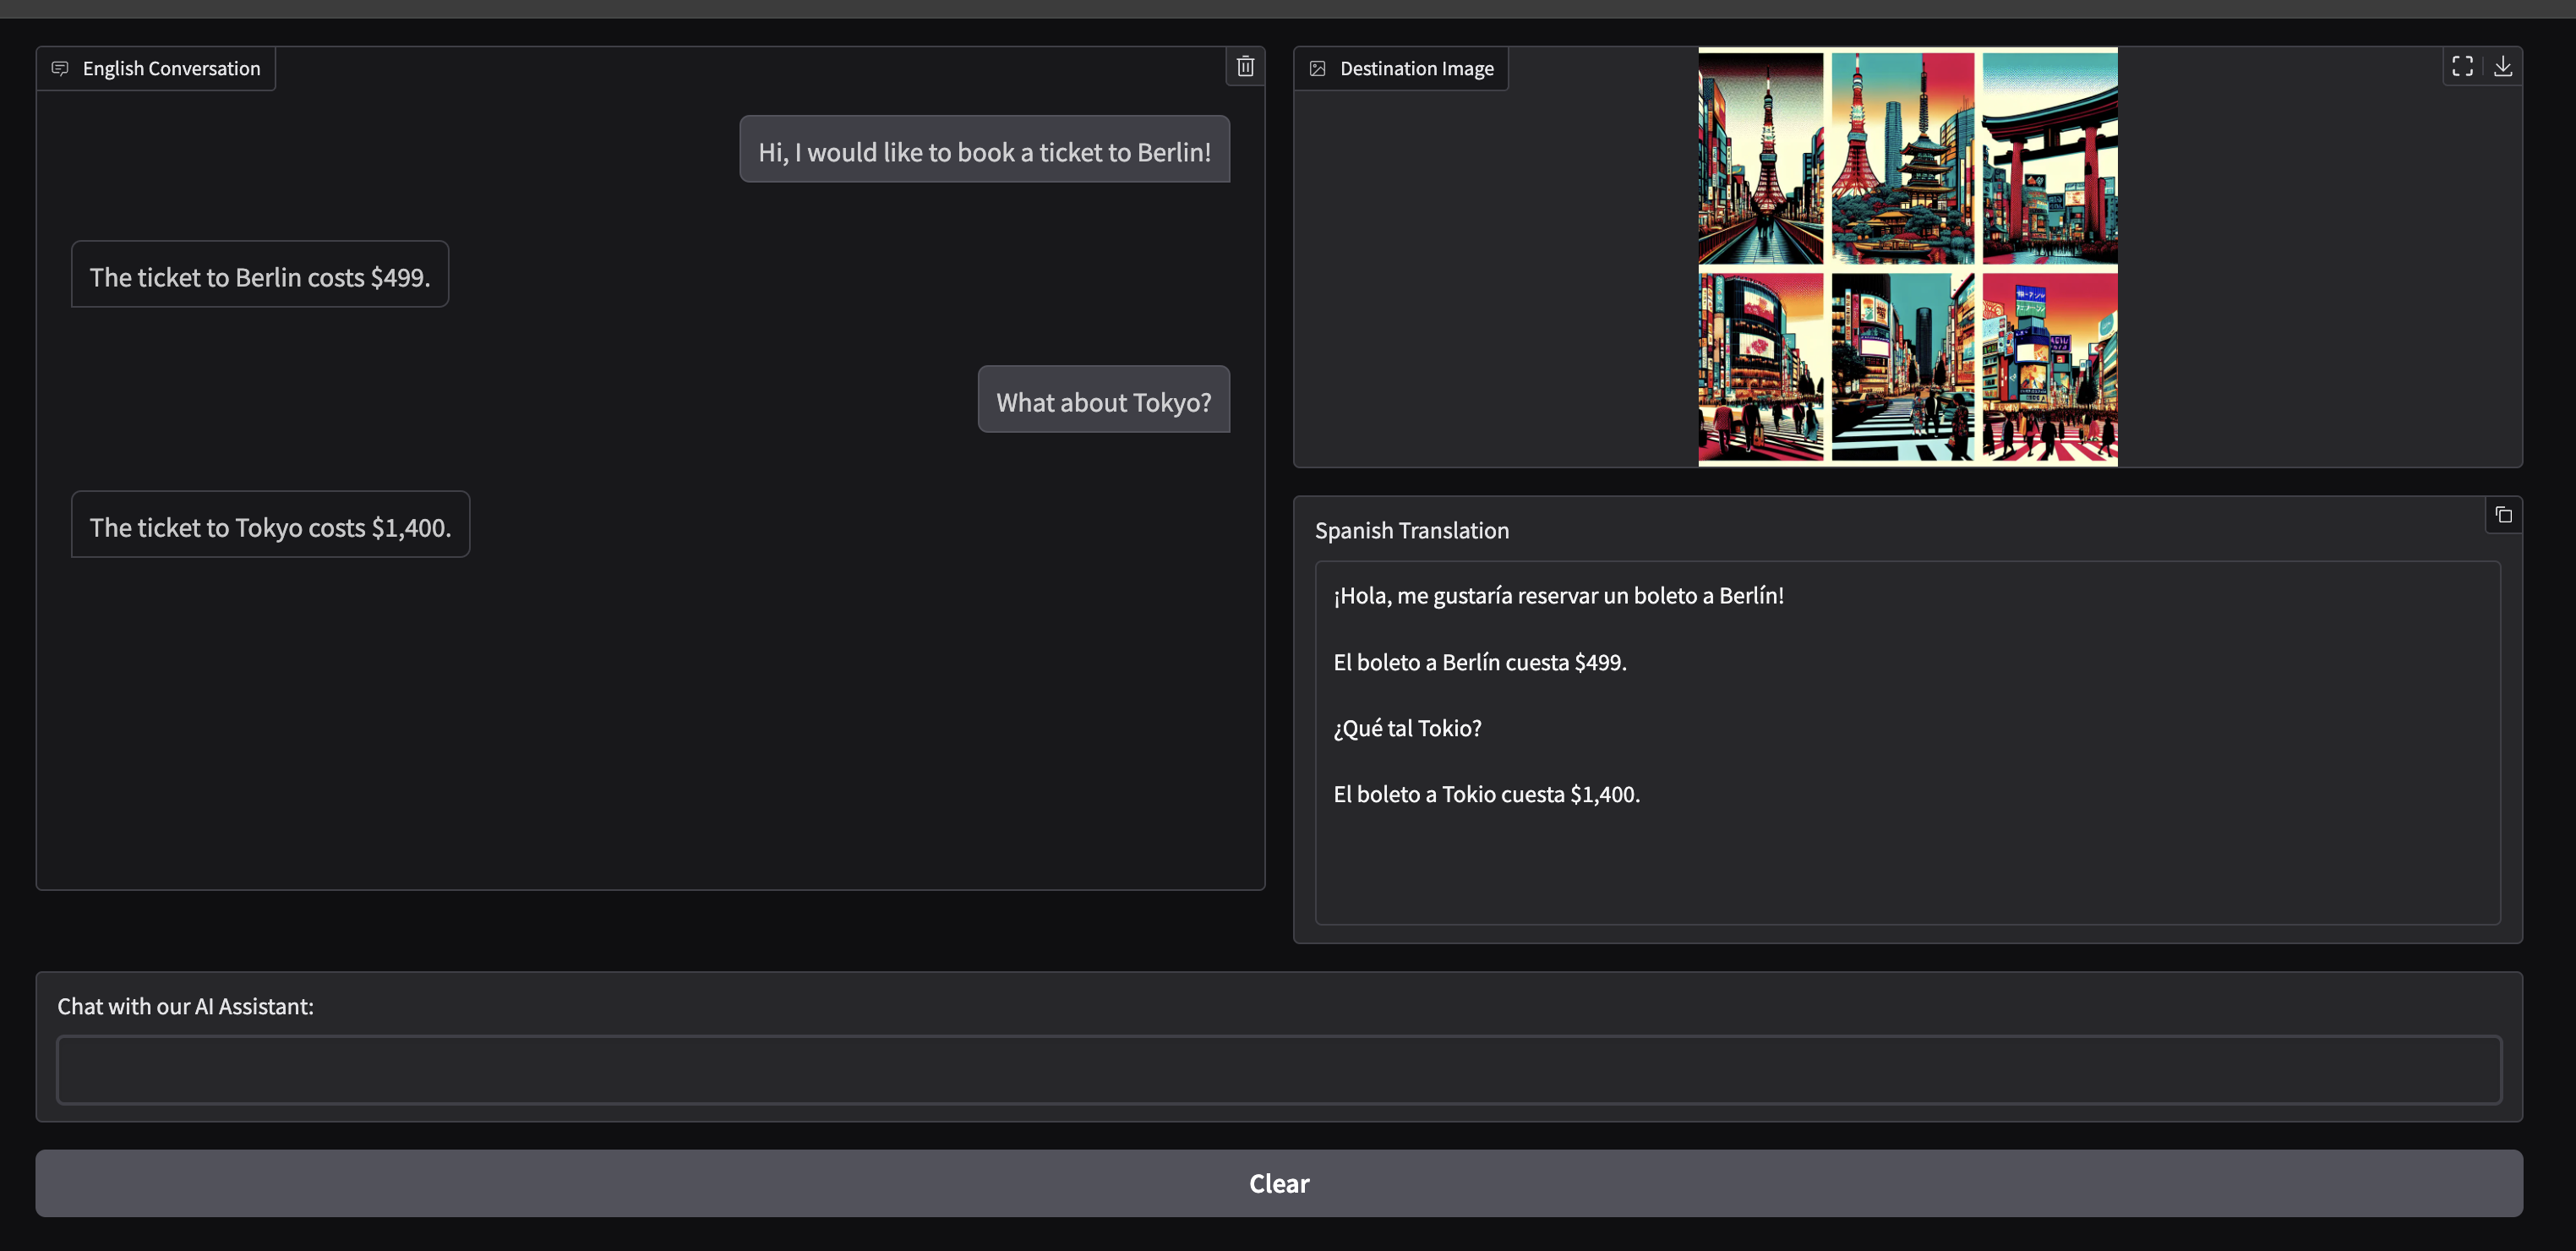 English Conversation
Hi, I would like to book a ticket to Berlin!
The ticket to Berlin costs $499.
What about Tokyo?
The ticket to Tokyo costs $1,400.
Destination Image
Spanish Translation
¡Hola, me gustaría reservar un boleto a Berlín!
El boleto a Berlín cuesta $499.
¿Qué tal Tokio?
El boleto a Tokio cuesta $1,400.
Chat with our AI Assistant:
Clear